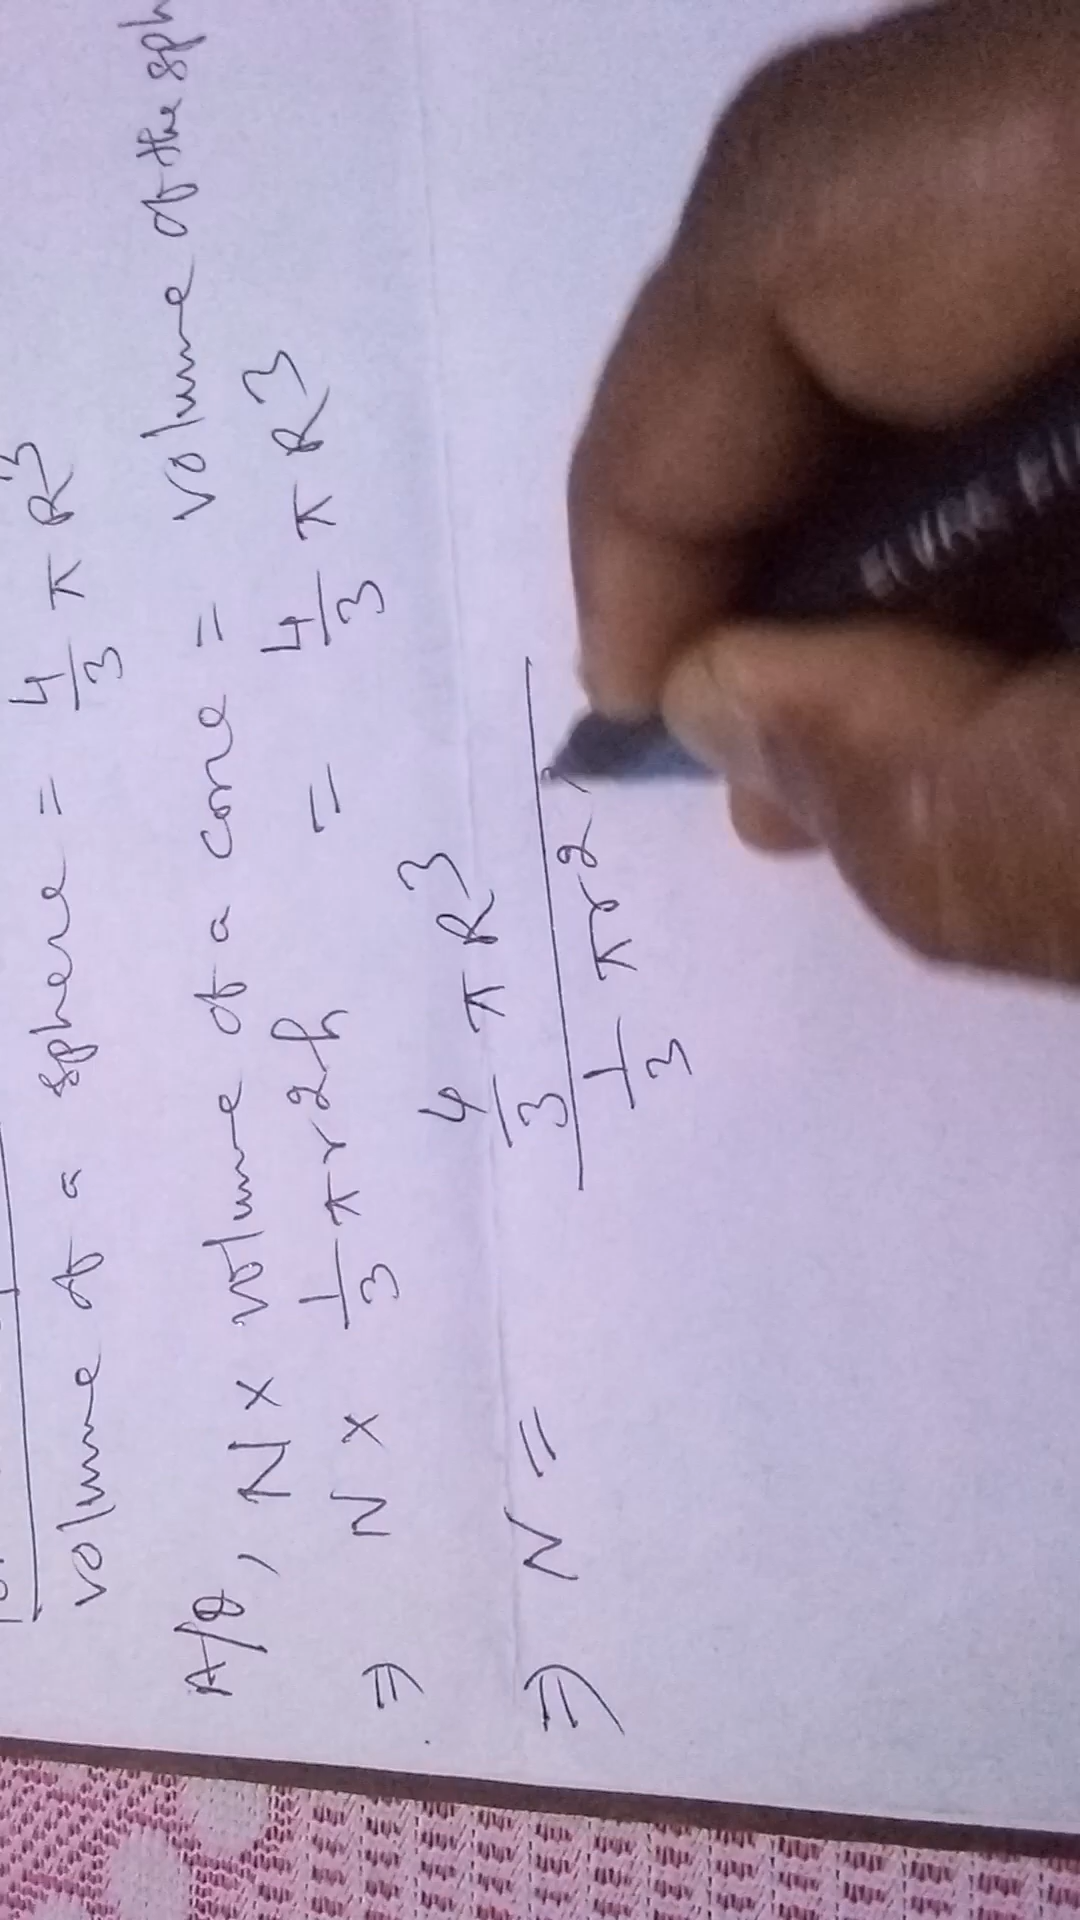 volume of a sphere = 4/3 π R³
A/Q, N × volume of a cone = volume of the sph
⇒ N × 1/3 π r²h = 4/3 π R³
⇒ N = 4/3 π R³ / 1/3 π r²